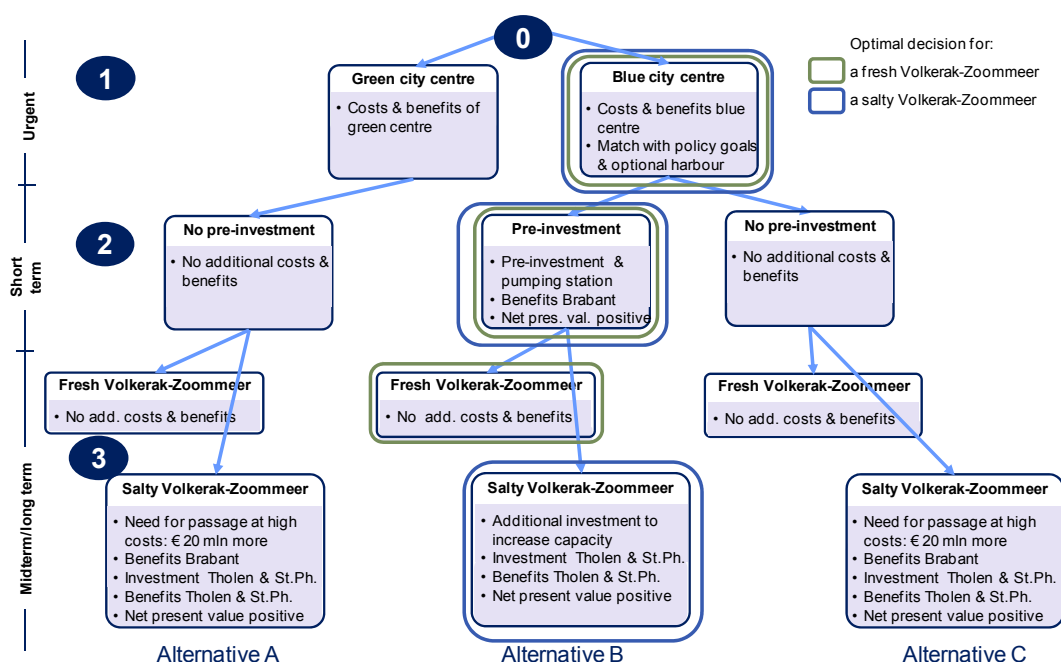 0
Optimal decision for:
a fresh Volkerak-Zoommeer
a salty Volkerak-Zoommeer
Urgent
1
Green city centre
• Costs & benefits of
green centre
Blue city centre
• Costs & benefits blue
centre
• Match with policy goals
& optional harbour
Short
term
2
No pre-investment
• No additional costs &
benefits
Pre-investment
• Pre-investment &
pumping station
• Benefits Brabant
• Net pres. val. positive
No pre-investment
• No additional costs &
benefits
Midterm/long term
Fresh Volkerak-Zoommeer
• No add. costs & benefits
Fresh Volkerak-Zoommeer
• No add. costs & benefits
Fresh Volkerak-Zoommeer
• No add. costs & benefits
3
Salty Volkerak-Zoommeer
• Need for passage at high
costs: € 20 mln more
• Benefits Brabant
• Investment Tholen & St.Ph.
• Benefits Tholen & St.Ph.
• Net present value positive
Salty Volkerak-Zoommeer
• Additional investment to
increase capacity
• Investment Tholen & St.Ph.
• Benefits Tholen & St.Ph.
• Net present value positive
Salty Volkerak-Zoommeer
• Need for passage at high
costs: € 20 mln more
• Benefits Brabant
• Investment Tholen & St.Ph.
• Benefits Tholen & St.Ph.
• Net present value positive
Alternative A
Alternative B
Alternative C